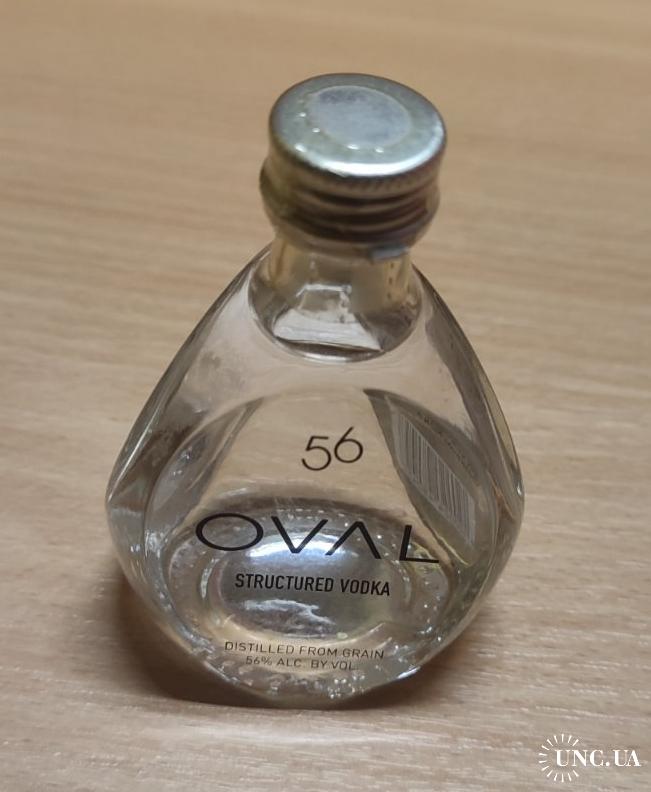 56
OVAL
STRUCTURED VODKA
DISTILLED FROM GRAIN
56% ALC. BY VOL.
UNC.UA